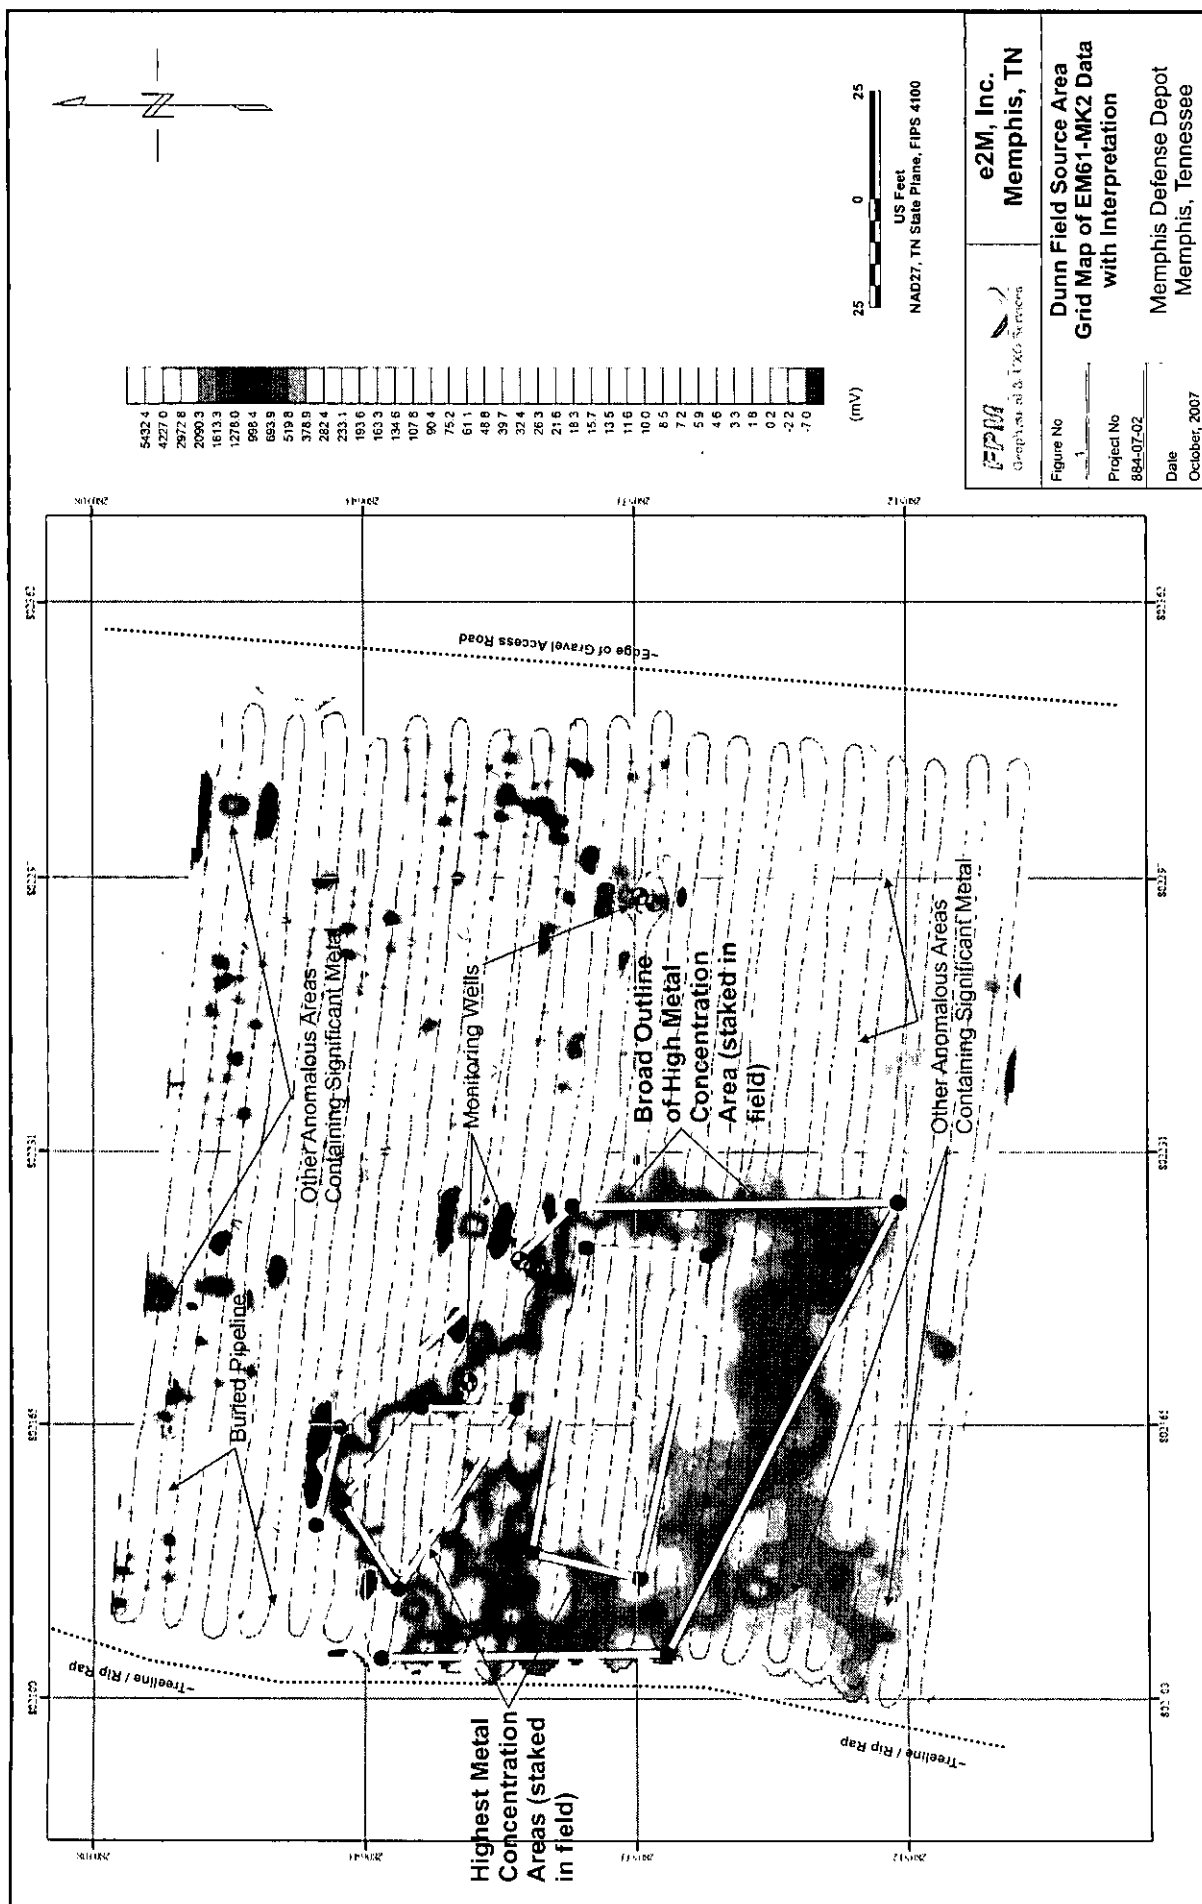 5432.4
4227.0
2972.8
2090.3
1613.3
1278.0
998.4
693.9
519.8
378.9
282.4
233.1
193.6
163.3
134.6
107.8
90.4
75.2
61.1
48.8
39.7
32.4
26.3
21.6
18.3
15.7
13.5
11.6
10.0
8.5
7.2
5.9
4.6
3.3
1.8
0.2
-2.2
-7.0
(mV)
N
25 0 25
US Feet
NAD27, TN State Plane, FIPS 4100
~Treeline / Rip Rap
~Treeline / Rip Rap
~Edge of Gravel Access Road
Buried Pipeline
Other Anomalous Areas
Containing Significant Metal
Monitoring Wells
Highest Metal
Concentration
Areas (staked
in field)
Broad Outline
of High Metal
Concentration
Area (staked in
field)
Other Anomalous Areas
Containing Significant Metal
FPM
Geophysical & UXO Services
e2M, Inc.
Memphis, TN
Figure No
1
Project No
884-07-02
Date
October, 2007
Dunn Field Source Area
Grid Map of EM61-MK2 Data
with Interpretation
Memphis Defense Depot
Memphis, Tennessee